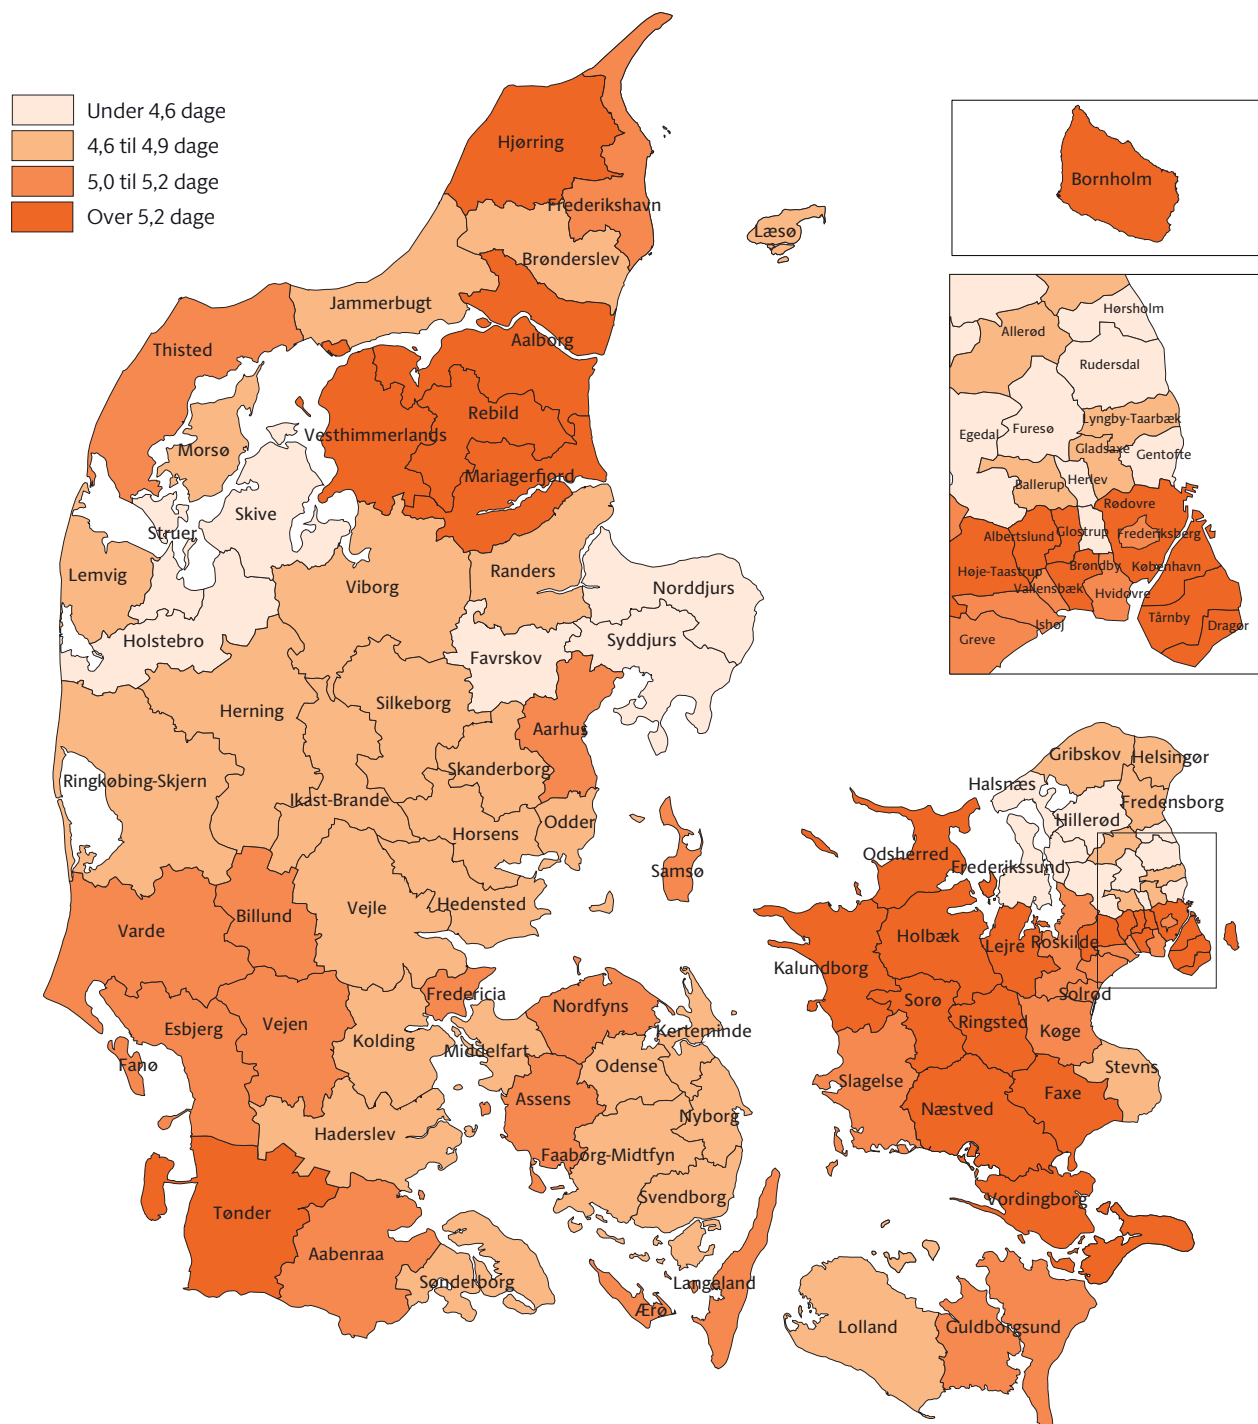 Under 4,6 dage
4,6 til 4,9 dage
5,0 til 5,2 dage
Over 5,2 dage
Hjørring
Frederikshavn
Læsø
Brønderslev
Jammerbugt
Aalborg
Thisted
Rebild
Vesthimmerlands
Morsø
Mariagerfjord
Skive
Struer
Lemvig
Randers
Viborg
Norddjurs
Holstebro
Syddjurs
Favrskov
Silkeborg
Herning
Aarhus
Skanderborg
Ringkøbing-Skjern
Ikast-Brande
Odder
Horsens
Samsø
Hedensted
Vejle
Billund
Varde
Fredericia
Nordfyns
Esbjerg
Vejen
Kerteminde
Kolding
Middelfart
Fanø
Odense
Assens
Nyborg
Haderslev
Faaborg-Midtfyn
Svendborg
Tønder
Aabenraa
Sønderborg
Langeland
Ærø
Bornholm
Hørsholm
Allerød
Rudersdal
Lyngby-Taarbæk
Furesø
Egedal
Gladsaxe
Gentofte
Herlev
Ballerup
Rødovre
Glostrup
Frederiksberg
Albertslund
Brøndby
København
Høje-Taastrup
Vallensbæk
Hvidovre
Tårnby
Ishøj
Dragør
Greve
Gribskov
Helsingør
Halsnæs
Fredensborg
Hillerød
Odsherred
Frederikssund
Holbæk
Lejre
Roskilde
Kalundborg
Solrød
Sorø
Ringsted
Køge
Stevns
Slagelse
Faxe
Næstved
Vordingborg
Lolland
Guldborgsund